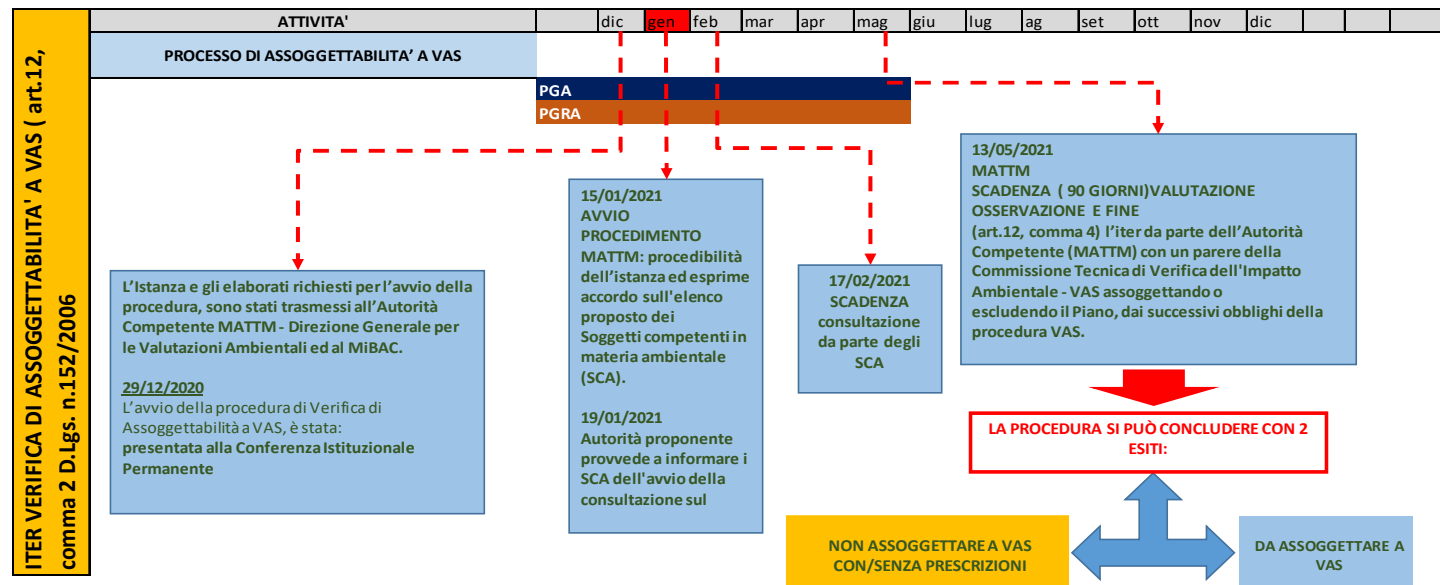 ITER VERIFICA DI ASSOGGETTABILITA' A VAS ( art.12,
comma 2 D.Lgs. n.152/2006
ATTIVITA' dic gen feb mar apr mag giu lug ag set ott nov dic
PROCESSO DI ASSOGGETTABILITA’ A VAS
PGA
PGRA
L’Istanza e gli elaborati richiesti per l’avvio della
procedura, sono stati trasmessi all’Autorità
Competente MATTM - Direzione Generale per
le Valutazioni Ambientali ed al MiBAC.
29/12/2020
L’avvio della procedura di Verifica di
Assoggettabilità a VAS, è stata:
presentata alla Conferenza Istituzionale
Permanente
15/01/2021
AVVIO
PROCEDIMENTO
MATTM: procedibilità
dell’istanza ed esprime
accordo sull'elenco
proposto dei
Soggetti competenti in
materia ambientale
(SCA).
19/01/2021
Autorità proponente
provvede a informare i
SCA dell'avvio della
consultazione sul
17/02/2021
SCADENZA
consultazione
da parte degli
SCA
13/05/2021
MATTM
SCADENZA ( 90 GIORNI)VALUTAZIONE
OSSERVAZIONE E FINE
(art.12, comma 4) l’iter da parte dell’Autorità
Competente (MATTM) con un parere della
Commissione Tecnica di Verifica dell'Impatto
Ambientale - VAS assoggettando o
escludendo il Piano, dai successivi obblighi della
procedura VAS.
LA PROCEDURA SI PUÒ CONCLUDERE CON 2
ESITI:
NON ASSOGGETTARE A VAS
CON/SENZA PRESCRIZIONI
DA ASSOGGETTARE A
VAS